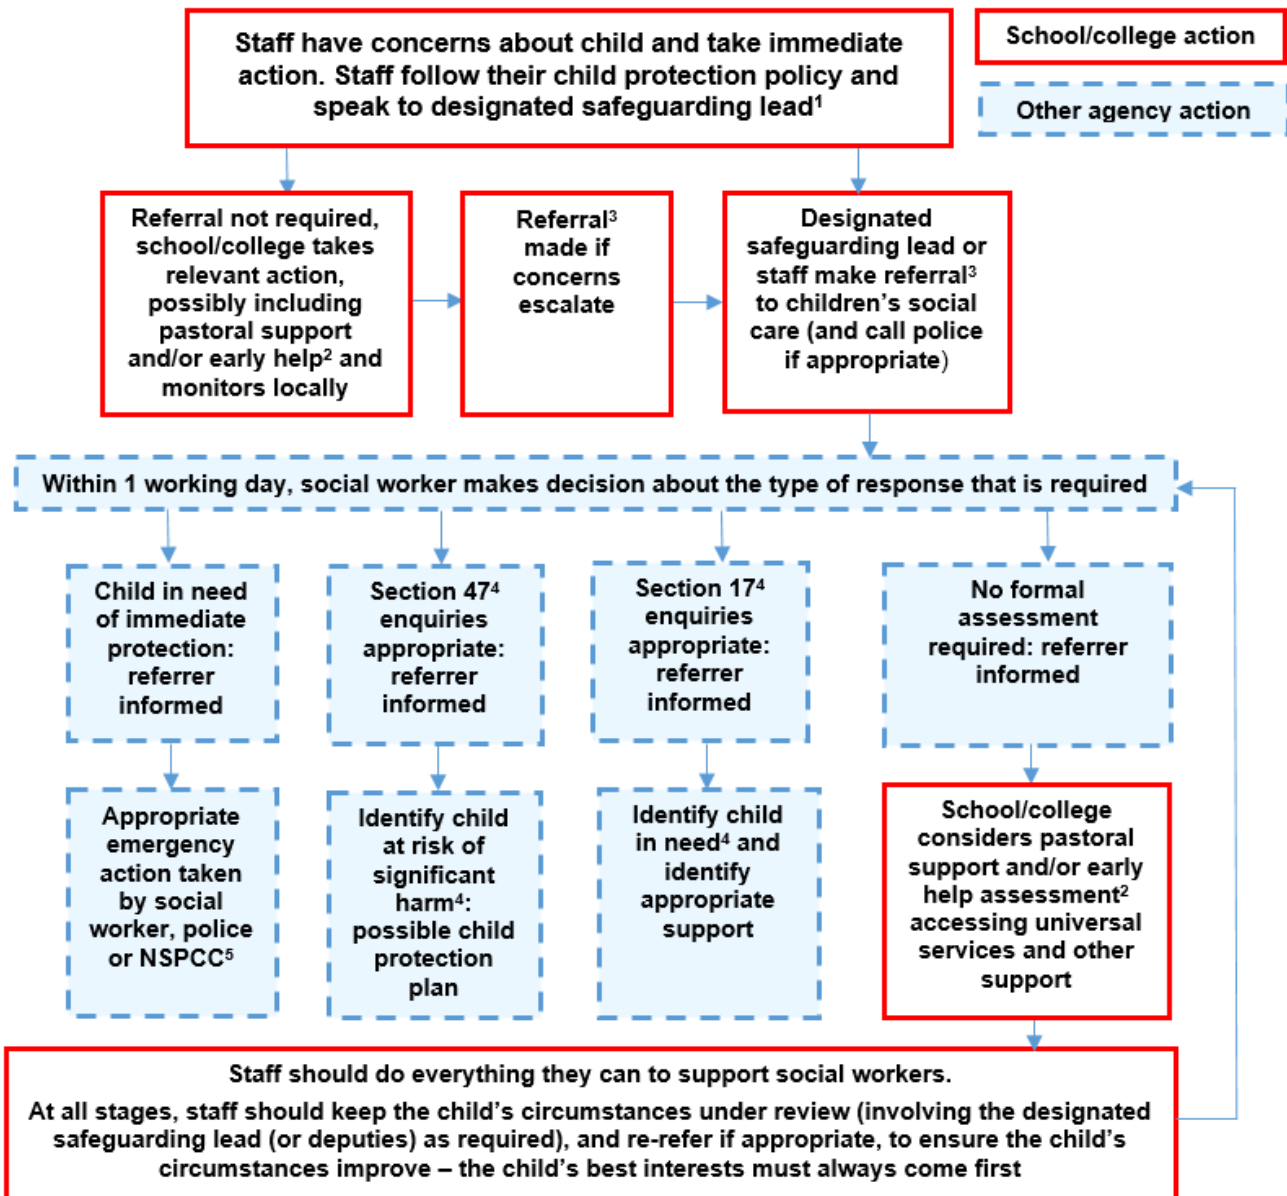 Staff have concerns about child and take immediate
action. Staff follow their child protection policy and
speak to designated safeguarding lead¹
School/college action
Other agency action
Referral not required,
school/college takes
relevant action,
possibly including
pastoral support
and/or early help² and
monitors locally
Referral³
made if
concerns
escalate
Designated
safeguarding lead or
staff make referral³
to children’s social
care (and call police
if appropriate)
Within 1 working day, social worker makes decision about the type of response that is required
Child in need
of immediate
protection:
referrer
informed
Section 47⁴
enquiries
appropriate:
referrer
informed
Section 17⁴
enquiries
appropriate:
referrer
informed
No formal
assessment
required: referrer
informed
Appropriate
emergency
action taken
by social
worker, police
or NSPCC⁵
Identify child
at risk of
significant
harm⁴:
possible child
protection
plan
Identify child
in need⁴ and
identify
appropriate
support
School/college
considers pastoral
support and/or early
help assessment²
accessing universal
services and other
support
Staff should do everything they can to support social workers.
At all stages, staff should keep the child’s circumstances under review (involving the designated
safeguarding lead (or deputies) as required), and re-refer if appropriate, to ensure the child’s
circumstances improve – the child’s best interests must always come first